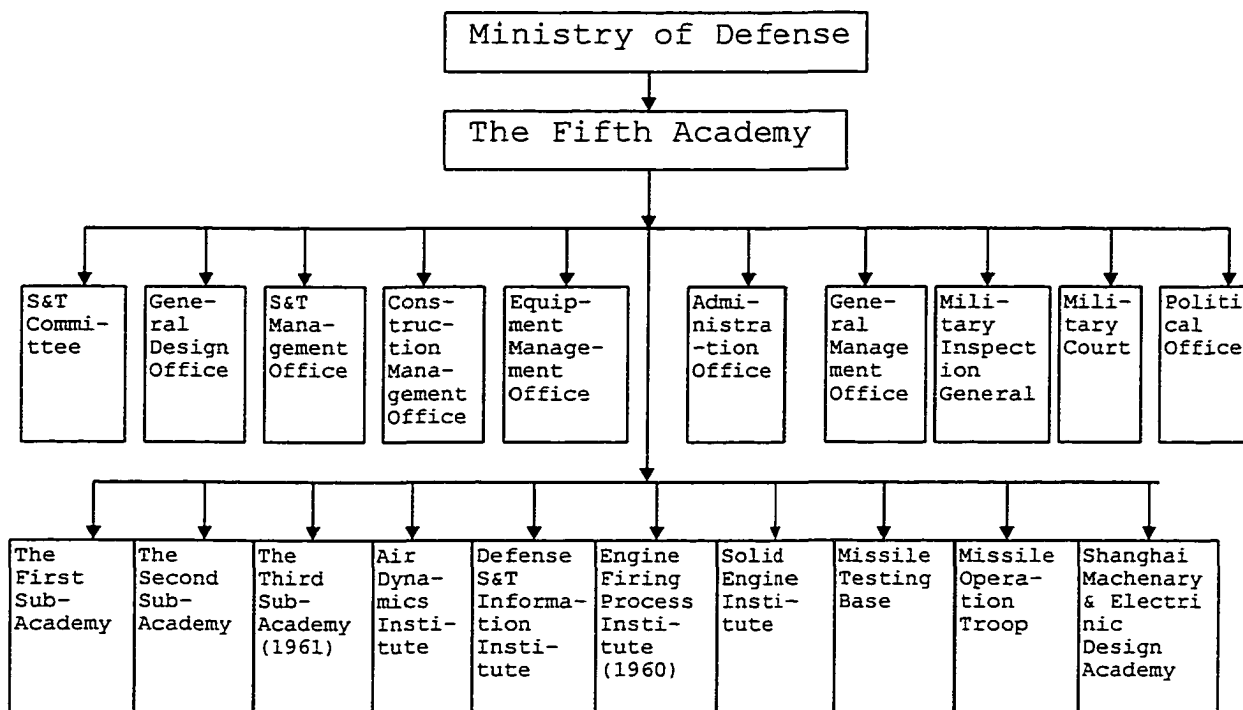 Ministry of Defense
The Fifth Academy
S&T
Commi-
ttee
Gene-
ral
Design
Office
S&T
Mana-
gement
Office
Cons-
truc-
tion
Mana-
gement
Office
Equip-
ment
Manage-
ment
Office
Admi-
nistra
-tion
Office
Gene-
ral
Manage
ment
Office
Mili-
tary
Inspect
ion
General
Mili-
tary
Court
Politi
cal
Office
The
First
Sub-
Academy
The
Second
Sub-
Academy
The
Third
Sub-
Academy
(1961)
Air
Dyna-
mics
Insti-
tute
Defense
S&T
Informa-
tion
Insti-
tute
Engine
Firing
Process
Insti-
tute
(1960)
Solid
Engine
Insti-
tute
Missile
Testing
Base
Missile
Opera-
tion
Troop
Shanghai
Machenary
& Electri
nic
Design
Academy